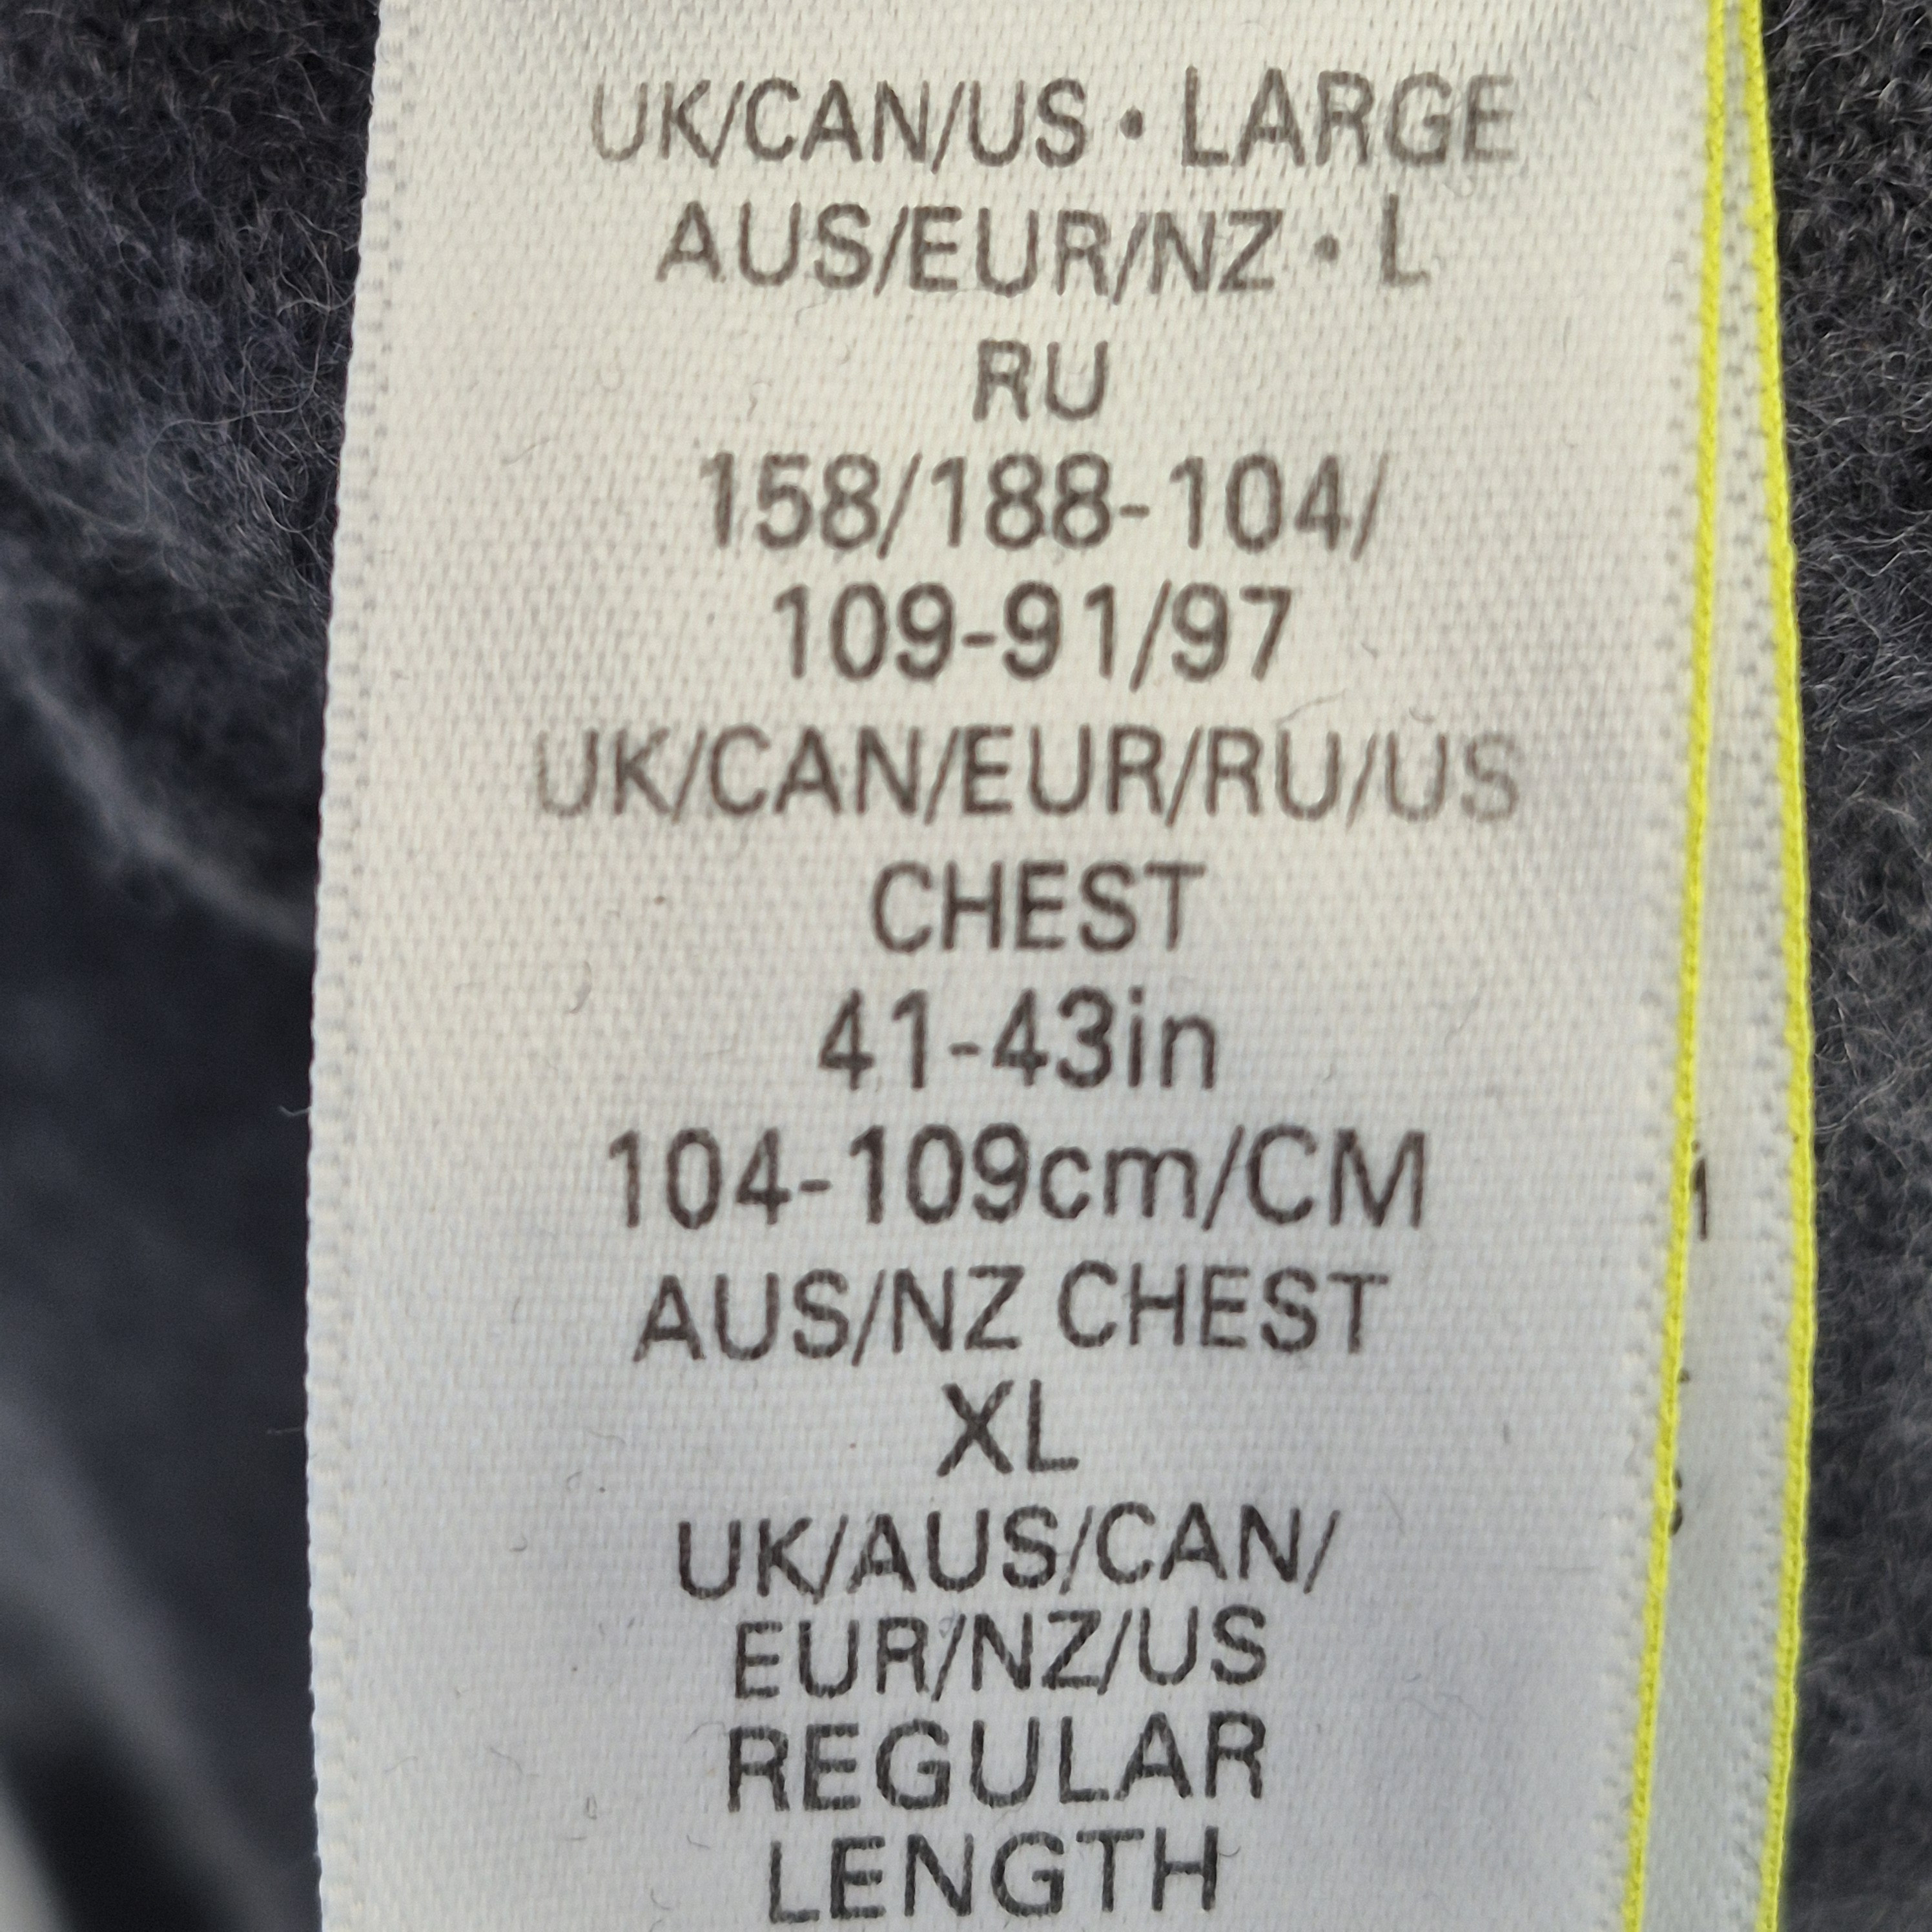 UK/CAN/US • LARGE
AUS/EUR/NZ • L
RU
158/188-104/
109-91/97
UK/CAN/EUR/RU/US
CHEST
41-43in
104-109cm/CM
AUS/NZ CHEST
XL
UK/AUS/CAN/
EUR/NZ/US
REGULAR
LENGTH